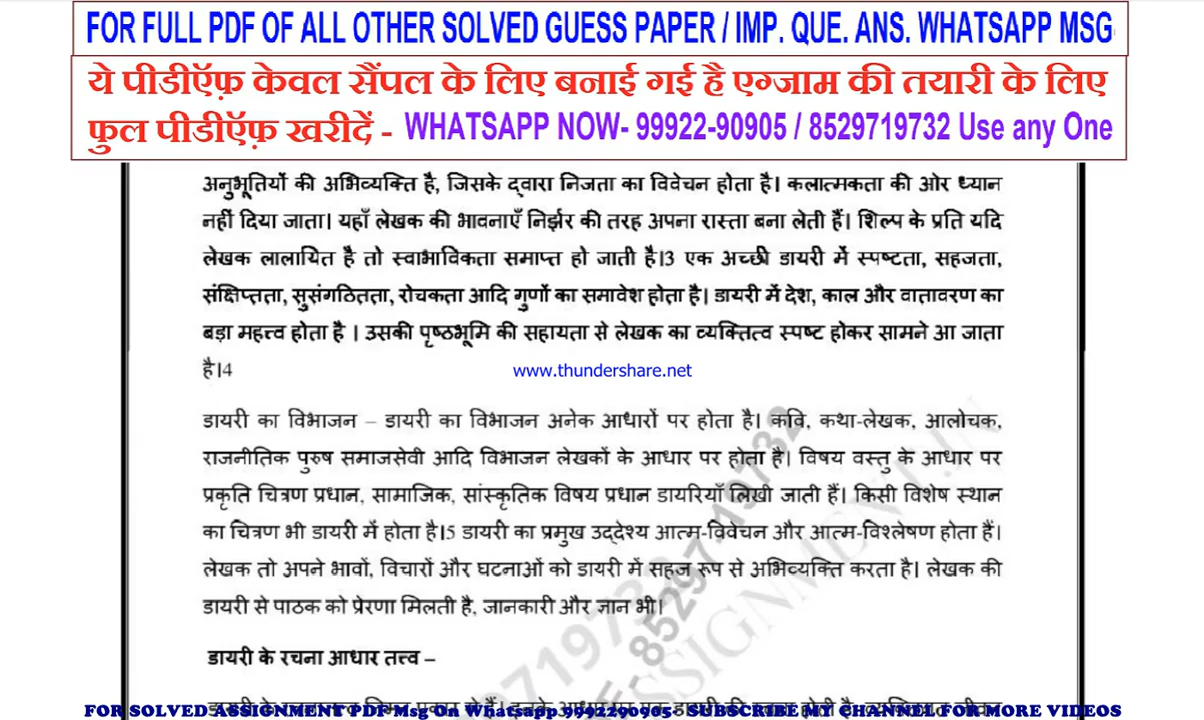 FOR FULL PDF OF ALL OTHER SOLVED GUESS PAPER / IMP. QUE. ANS. WHATSAPP MSG
ये पीडीऍफ़ केवल सैंपल के लिए बनाई गई है एग्जाम की तयारी के लिए
फुल पीडीऍफ़ खरीदें - WHATSAPP NOW- 99922-90905 / 8529719732 Use any One
अनुभूतियों की अभिव्यक्ति है, जिसके द्वारा निजता का विवेचन होता है। कलात्मकता की ओर ध्यान
नहीं दिया जाता। यहाँ लेखक की भावनाएँ निर्झर की तरह अपना रास्ता बना लेती हैं। शिल्प के प्रति यदि
लेखक लालायित है तो स्वाभाविकता समाप्त हो जाती है।3 एक अच्छी डायरी में स्पष्टता, सहजता,
संक्षिप्तता, सुसंगठितता, रोचकता आदि गुणों का समावेश होता है। डायरी में देश, काल और वातावरण का
बड़ा महत्त्व होता है । उसकी पृष्ठभूमि की सहायता से लेखक का व्यक्तित्व स्पष्ट होकर सामने आ जाता
है।4
www.thundershare.net
डायरी का विभाजन – डायरी का विभाजन अनेक आधारों पर होता है। कवि, कथा-लेखक, आलोचक,
राजनीतिक पुरुष समाजसेवी आदि विभाजन लेखकों के आधार पर होता है। विषय वस्तु के आधार पर
प्रकृति चित्रण प्रधान, सामाजिक, सांस्कृतिक विषय प्रधान डायरियाँ लिखी जाती हैं। किसी विशेष स्थान
का चित्रण भी डायरी में होता है।5 डायरी का प्रमुख उद्देश्य आत्म-विवेचन और आत्म-विश्लेषण होता हैं।
लेखक तो अपने भावों, विचारों और घटनाओं को डायरी में सहज रूप से अभिव्यक्ति करता है। लेखक की
डायरी से पाठक को प्रेरणा मिलती है, जानकारी और ज्ञान भी।
डायरी के रचना आधार तत्त्व –
FOR SOLVED ASSIGNMENT PDF Msg On Whatsapp 9992290905- SUBSCRIBE MY CHANNEL FOR MORE VIDEOS